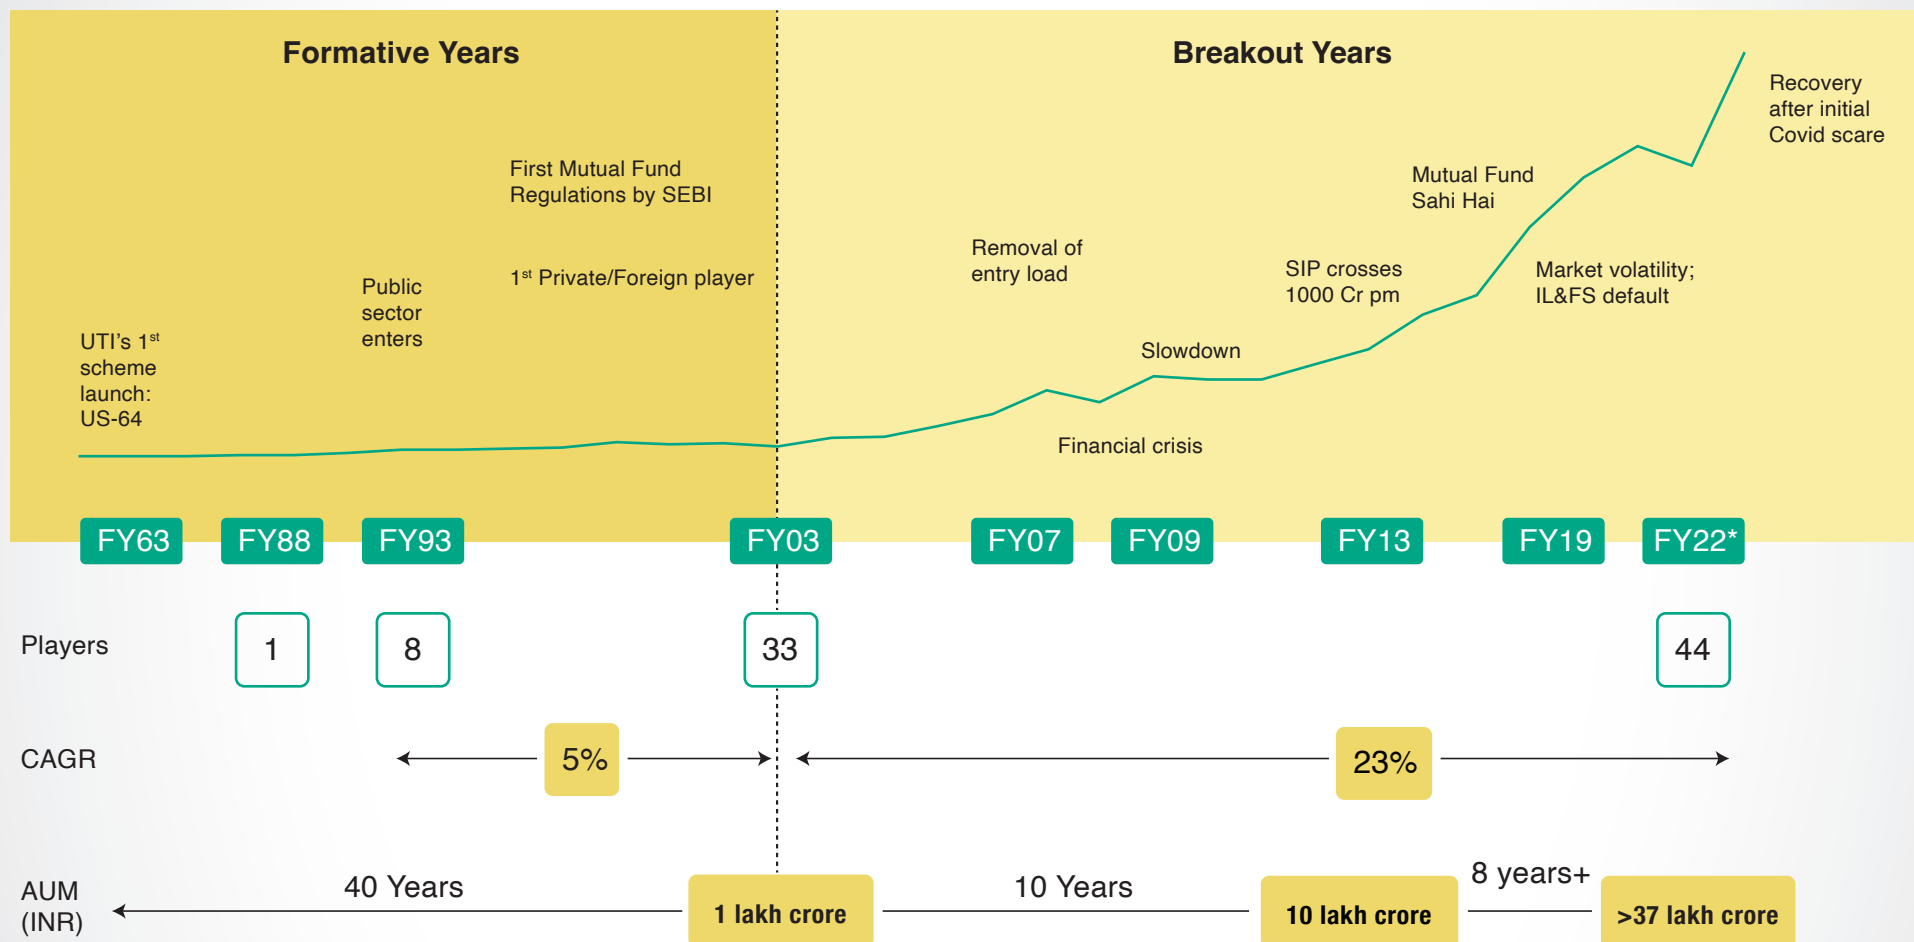 Formative Years
Breakout Years
UTI's 1st
scheme
launch:
US-64
Public
sector
enters
First Mutual Fund
Regulations by SEBI
1st Private/Foreign player
Removal of
entry load
Financial crisis
Slowdown
SIP crosses
1000 Cr pm
Mutual Fund
Sahi Hai
Market volatility;
IL&FS default
Recovery
after initial
Covid scare
FY63
FY88
FY93
FY03
FY07
FY09
FY13
FY19
FY22*
Players
1
8
33
44
CAGR
5%
23%
AUM
(INR)
40 Years
1 lakh crore
10 Years
10 lakh crore
8 years+
>37 lakh crore